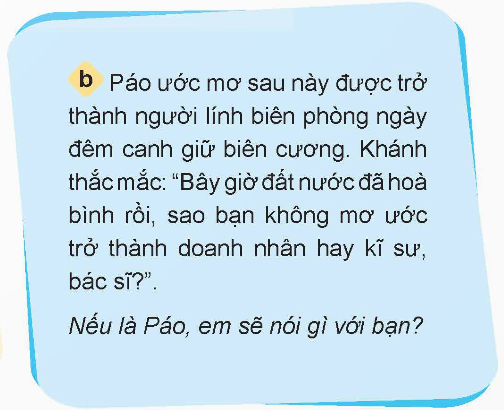 b Páo ước mơ sau này được trở
thành người lính biên phòng ngày
đêm canh giữ biên cương. Khánh
thắc mắc: “Bây giờ đất nước đã hoà
bình rồi, sao bạn không mơ ước
trở thành doanh nhân hay kĩ sư,
bác sĩ?”.
Nếu là Páo, em sẽ nói gì với bạn?